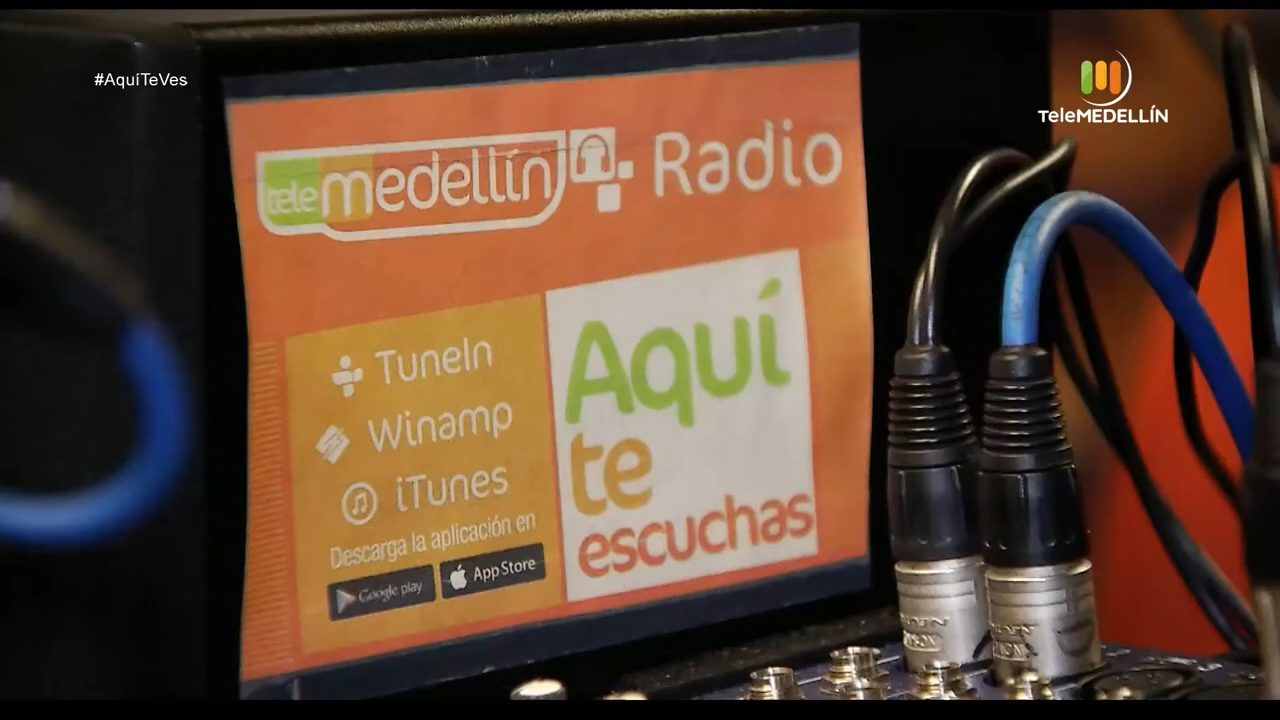 #AquíTeVes
TeleMEDELLÍN
telemedellín Radio
TuneIn
Winamp
iTunes
Descarga la aplicación en
Google play
App Store
Aquí
te
escuchas